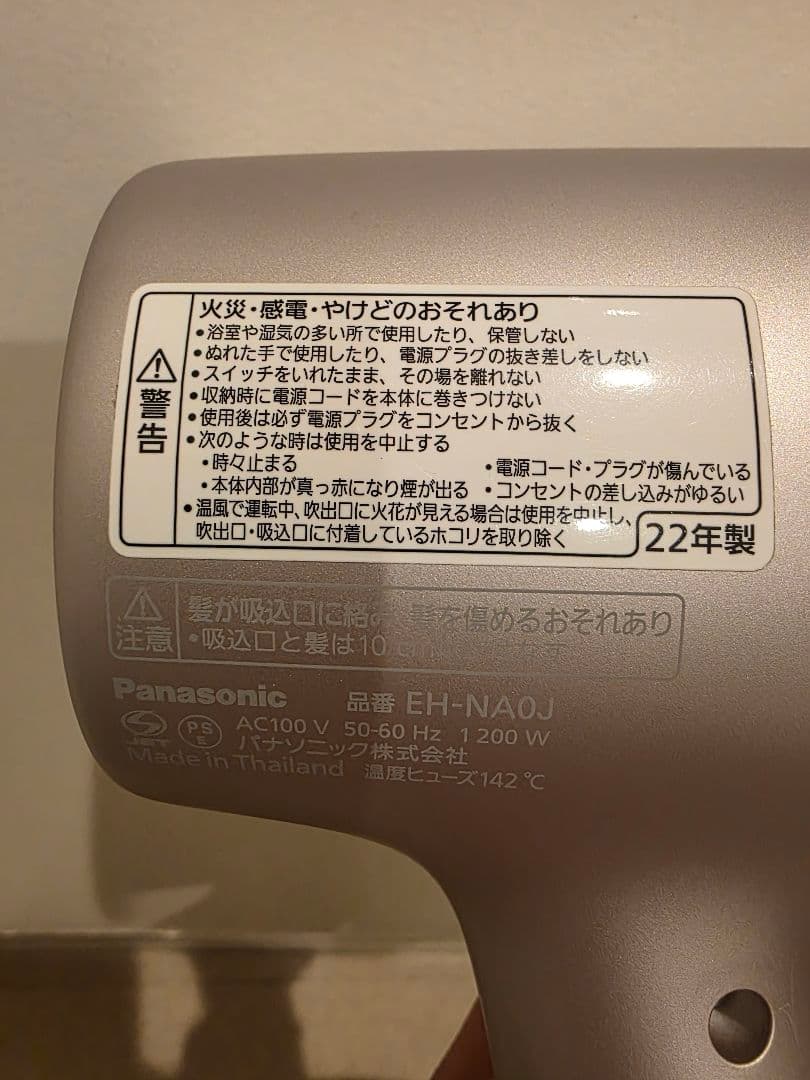 警告
火災・感電・やけどのおそれあり
•浴室や湿気の多い所で使用したり、保管しない
•ぬれた手で使用したり、電源プラグの抜き差しをしない
•スイッチをいれたまま、その場を離れない
•収納時に電源コードを本体に巻きつけない
•使用後は必ず電源プラグをコンセントから抜く
•次のような時は使用を中止する
・時々止まる ・電源コード・プラグが傷んでいる
・本体内部が真っ赤になり煙が出る ・コンセントの差し込みがゆるい
•温風で運転中、吹出口に火花が見える場合は使用を中止し、
吹出口・吸込口に付着しているホコリを取り除く
22年製
注意
髪が吸込口に絡み、髪を傷めるおそれあり
•吸込口と髪は10
Panasonic 品番 EH-NA0J
JET PSE AC100 V 50-60 Hz 1 200 W
パナソニック株式会社
Made in Thailand 温度ヒューズ142℃